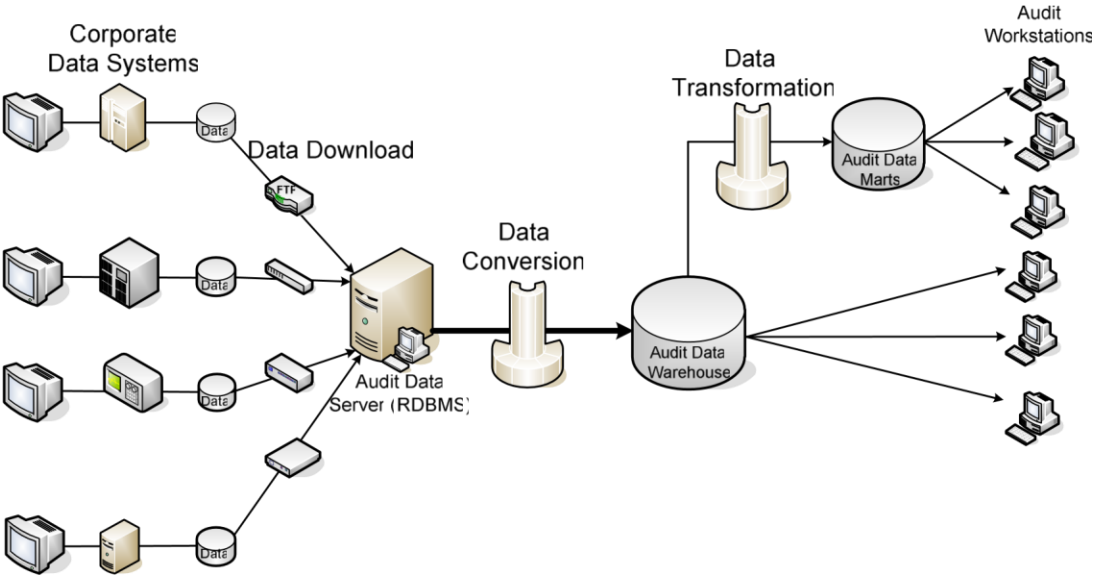 Corporate
Data Systems
Data
Data Download
FTP
Data
Data
Data
Audit Data
Server (RDBMS)
Data
Conversion
Audit Data
Warehouse
Data
Transformation
Audit Data
Marts
Audit
Workstations